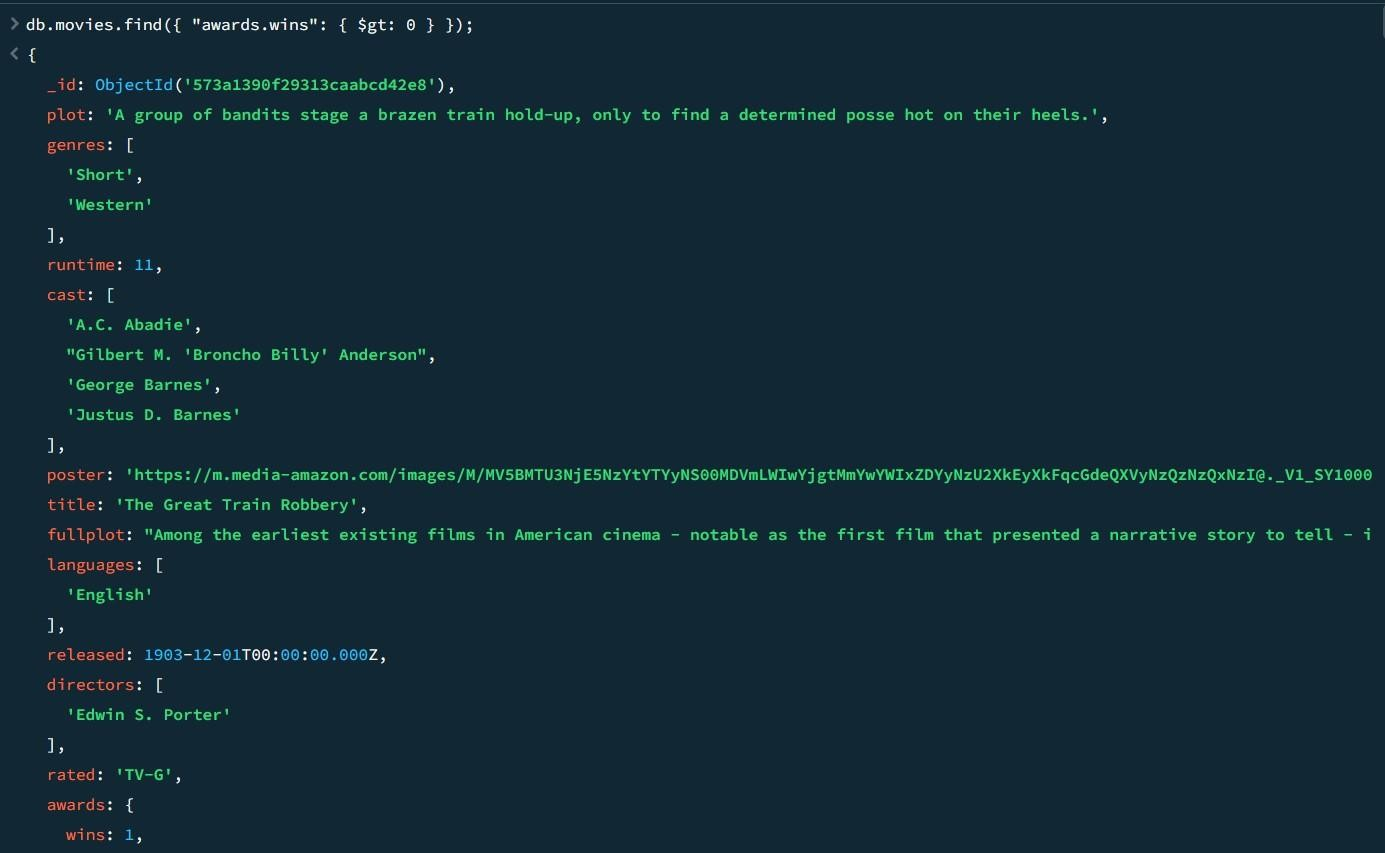 > db.movies.find({ "awards.wins": { $gt: 0 } });
< {
_id: ObjectId('573a1390f29313caabcd42e8'),
plot: 'A group of bandits stage a brazen train hold-up, only to find a determined posse hot on their heels.',
genres: [
'Short',
'Western'
],
runtime: 11,
cast: [
'A.C. Abadie',
"Gilbert M. 'Broncho Billy' Anderson",
'George Barnes',
'Justus D. Barnes'
],
poster: 'https://m.media-amazon.com/images/M/MV5BMTU3NjE5NzYtYTYyNS00MDVmLWIwYjgtMmYwYWIxZDYyNzU2XkEyXkFqcGdeQXVyNzQzNzQxNzI@._V1_SY1000
title: 'The Great Train Robbery',
fullplot: "Among the earliest existing films in American cinema - notable as the first film that presented a narrative story to tell - i
languages: [
'English'
],
released: 1903-12-01T00:00:00.000Z,
directors: [
'Edwin S. Porter'
],
rated: 'TV-G',
awards: {
wins: 1,